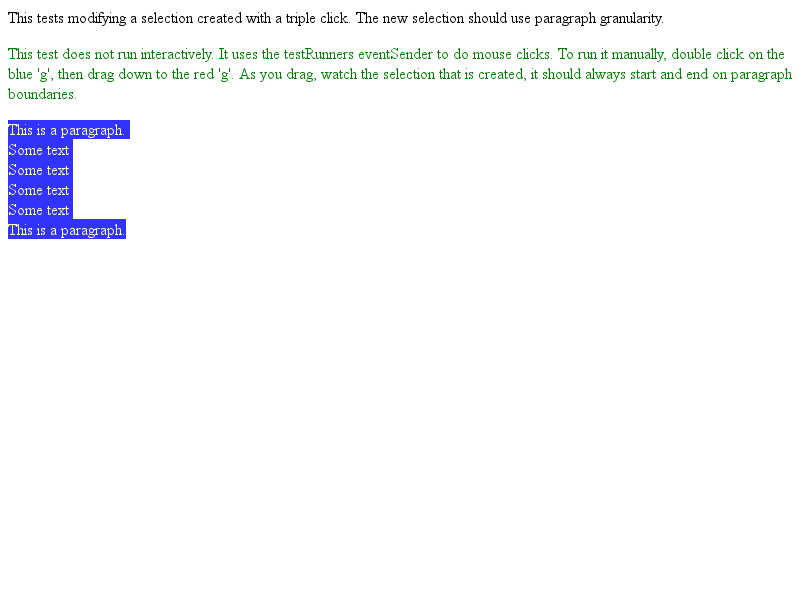 This tests modifying a selection created with a triple click. The new selection should use paragraph granularity.
This test does not run interactively. It uses the testRunners eventSender to do mouse clicks. To run it manually, double click on the
blue 'g', then drag down to the red 'g'. As you drag, watch the selection that is created, it should always start and end on paragraph
boundaries.
This is a paragraph.
Some text
Some text
Some text
Some text
This is a paragraph.